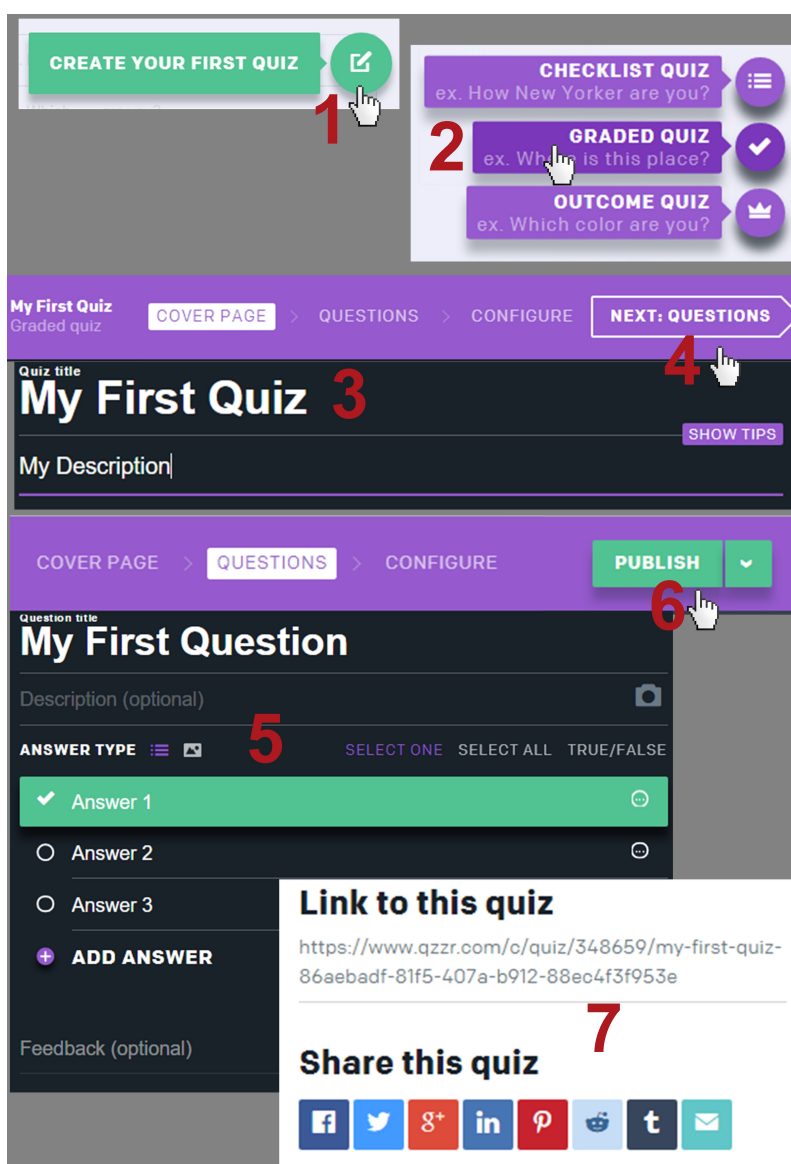 CREATE YOUR FIRST QUIZ
1
CHECKLIST QUIZ
ex. How New Yorker are you?
2
GRADED QUIZ
ex. Where is this place?
OUTCOME QUIZ
ex. Which color are you?
My First Quiz
Graded quiz
COVER PAGE > QUESTIONS > CONFIGURE
NEXT: QUESTIONS
4
Quiz title
My First Quiz
3
SHOW TIPS
My Description
COVER PAGE > QUESTIONS > CONFIGURE
PUBLISH
6
Question title
My First Question
Description (optional)
5
ANSWER TYPE
SELECT ONE SELECT ALL TRUE/FALSE
Answer 1
Answer 2
Answer 3
ADD ANSWER
Feedback (optional)
Link to this quiz
https://www.qzzr.com/c/quiz/348659/my-first-quiz-
86aebadf-81f5-407a-b912-88ec4f3f953e
7
Share this quiz
f
g+
in
t